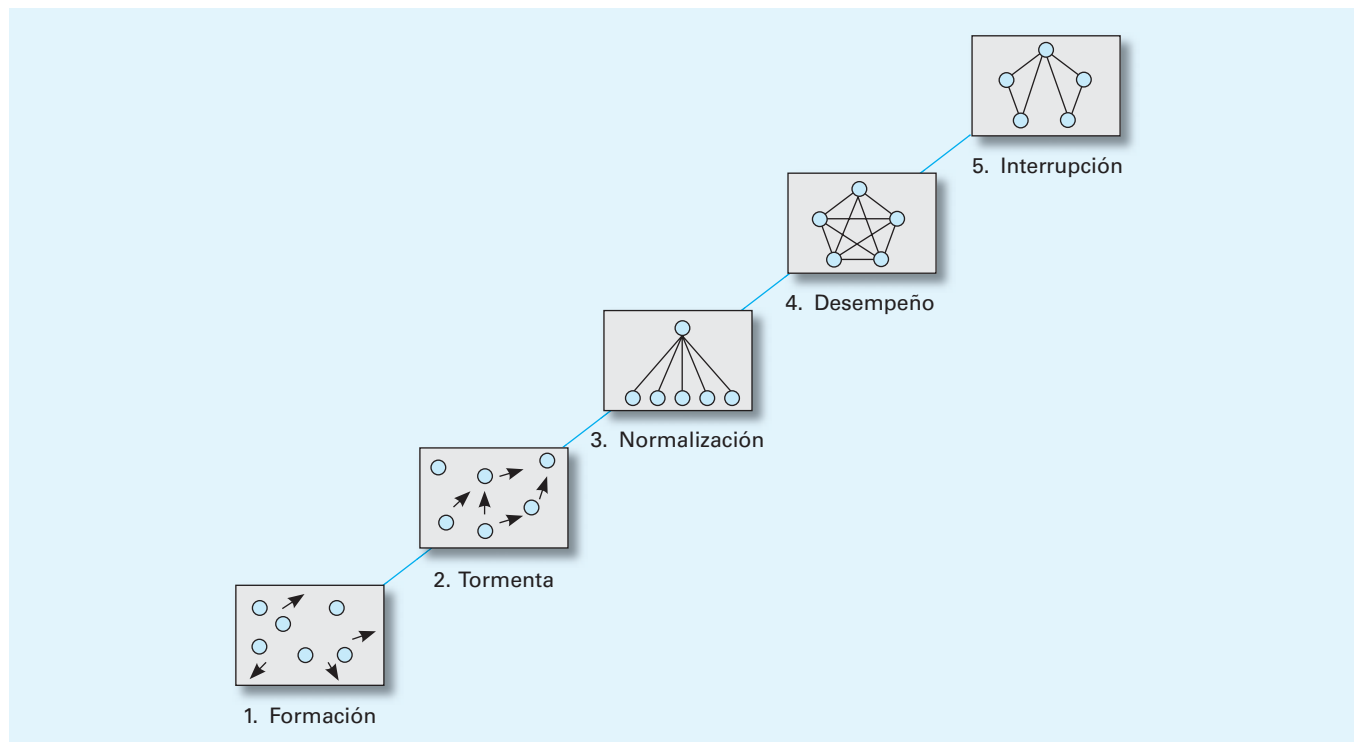 5. Interrupción
4. Desempeño
3. Normalización
2. Tormenta
1. Formación